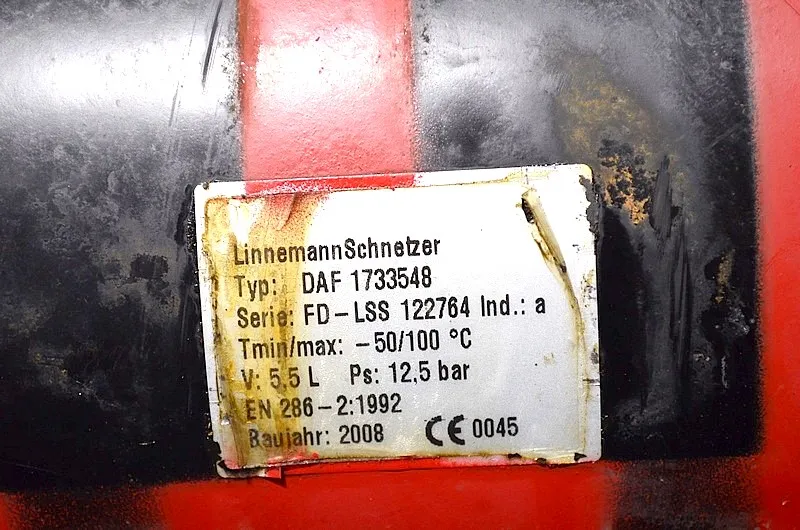 LinnemannSchnetzer
Typ: DAF 1733548
Serie: FD-LSS 122764 Ind.: a
Tmin/max: -50/100 °C
V: 5,5 L Ps: 12,5 bar
EN 286-2:1992
Baujahr: 2008 CE 0045